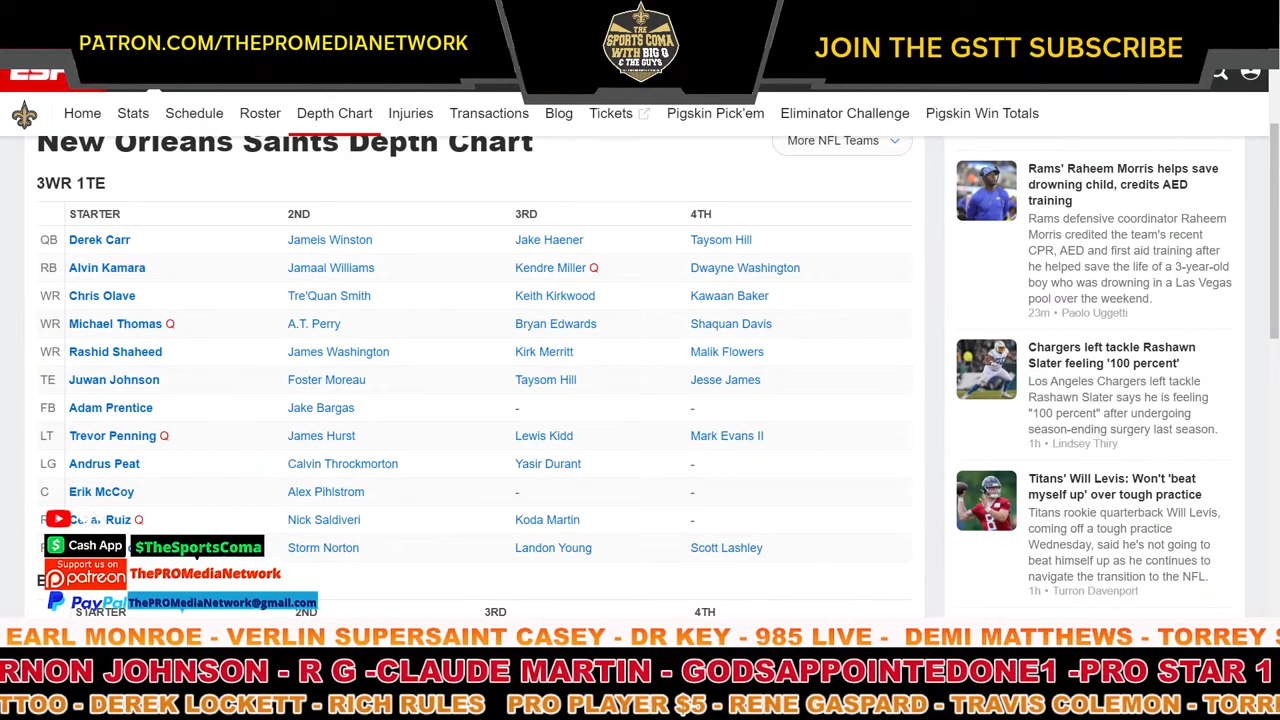 PATRON.COM/THEPROMEDIANETWORK
THE
SPORTS COMA
WITH BIG Q
& THE GUYS
JOIN THE GSTT SUBSCRIBE
Home Stats Schedule Roster Depth Chart Injuries Transactions Blog Tickets Pigskin Pick'em Eliminator Challenge Pigskin Win Totals
New Orleans Saints Depth Chart
More NFL Teams
3WR 1TE
STARTER 2ND 3RD 4TH
QB Derek Carr Jameis Winston Jake Haener Taysom Hill
RB Alvin Kamara Jamaal Williams Kendre Miller Q Dwayne Washington
WR Chris Olave Tre'Quan Smith Keith Kirkwood Kawaan Baker
WR Michael Thomas Q A.T. Perry Bryan Edwards Shaquan Davis
WR Rashid Shaheed James Washington Kirk Merritt Malik Flowers
TE Juwan Johnson Foster Moreau Taysom Hill Jesse James
FB Adam Prentice Jake Bargas - -
LT Trevor Penning Q James Hurst Lewis Kidd Mark Evans II
LG Andrus Peat Calvin Throckmorton Yasir Durant -
C Erik McCoy Alex Pihlstrom - -
Ruiz Q Nick Saldiveri Koda Martin -
Storm Norton Landon Young Scott Lashley
STARTER 2ND 3RD 4TH
Cash App $TheSportsComa
Support us on
patreon ThePROMediaNetwork
PayPal ThePROMediaNetwork@gmail.com
Rams' Raheem Morris helps save
drowning child, credits AED
training
Rams defensive coordinator Raheem
Morris credited the team's recent
CPR, AED and first aid training after
he helped save the life of a 3-year-old
boy who was drowning in a Las Vegas
pool over the weekend.
23m • Paolo Uggetti
Chargers left tackle Rashawn
Slater feeling '100 percent'
Los Angeles Chargers left tackle
Rashawn Slater says he is feeling
"100 percent" after undergoing
season-ending surgery last season.
1h • Lindsey Thiry
Titans' Will Levis: Won't 'beat
myself up' over tough practice
Titans rookie quarterback Will Levis,
coming off a tough practice
Wednesday, said he's not going to
beat himself up as he continues to
navigate the transition to the NFL.
1h • Turron Davenport
EARL MONROE - VERLIN SUPERSAINT CASEY - DR KEY - 985 LIVE - DEMI MATTHEWS - TORREY
RNON JOHNSON - R G -CLAUDE MARTIN - GODSAPPOINTEDONE1 -PRO STAR 1
TTOO - DEREK LOCKETT - RICH RULES PRO PLAYER $5 - RENE GASPARD - TRAVIS COLEMON - TORR